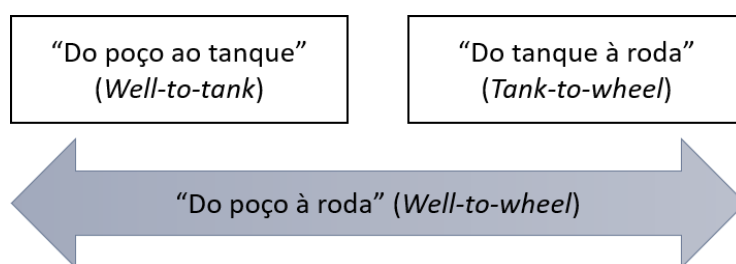 “Do poço ao tanque”
(Well-to-tank)
“Do tanque à roda”
(Tank-to-wheel)
“Do poço à roda” (Well-to-wheel)